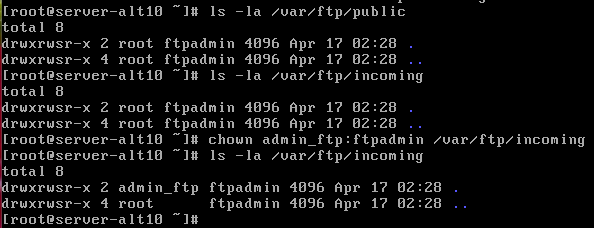 [root@server-alt10 ~]# ls -la /var/ftp/public
total 8
drwxrwsr-x 2 root ftpadmin 4096 Apr 17 02:28 .
drwxrwsr-x 4 root ftpadmin 4096 Apr 17 02:28 ..
[root@server-alt10 ~]# ls -la /var/ftp/incoming
total 8
drwxrwsr-x 2 root ftpadmin 4096 Apr 17 02:28 .
drwxrwsr-x 4 root ftpadmin 4096 Apr 17 02:28 ..
[root@server-alt10 ~]# chown admin_ftp:ftpadmin /var/ftp/incoming
[root@server-alt10 ~]# ls -la /var/ftp/incoming
total 8
drwxrwsr-x 2 admin_ftp ftpadmin 4096 Apr 17 02:28 .
drwxrwsr-x 4 root      ftpadmin 4096 Apr 17 02:28 ..
[root@server-alt10 ~]#